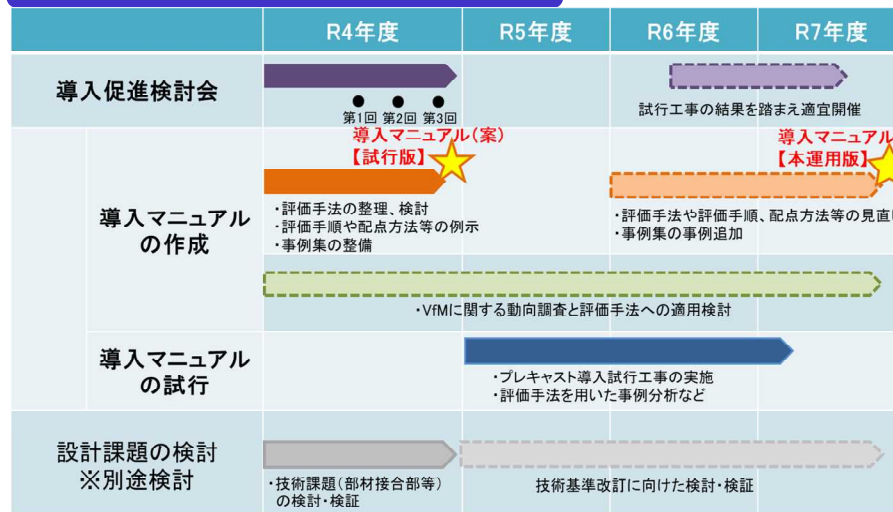 R4年度 R5年度 R6年度 R7年度
導入促進検討会
第1回 第2回 第3回
試行工事の結果を踏まえ適宜開催
導入マニュアル(案)
【試行版】
導入マニュアル
【本運用版】
導入マニュアル
の作成
・評価手法の整理、検討
・評価手順や配点方法等の例示
・事例集の整備
・評価手法や評価手順、配点方法等の見直
・事例集の事例追加
・VfMに関する動向調査と評価手法への適用検討
導入マニュアル
の試行
・プレキャスト導入試行工事の実施
・評価手法を用いた事例分析など
設計課題の検討
※別途検討
・技術課題(部材接合部等)
の検討・検証
技術基準改訂に向けた検討・検証